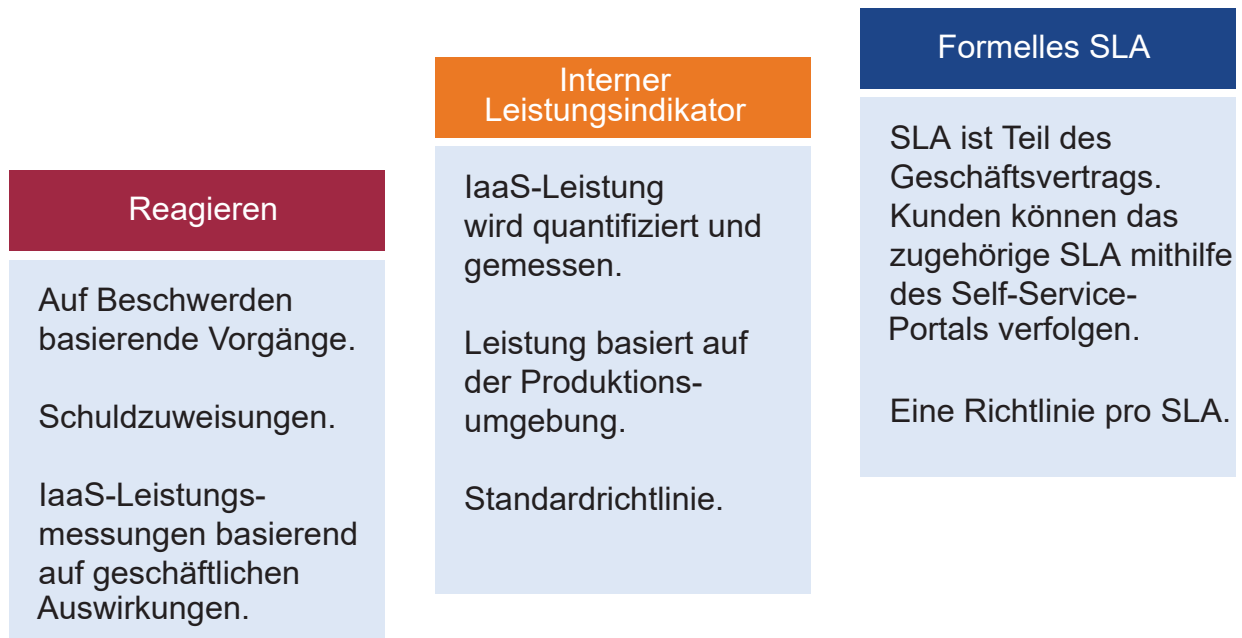 Reagieren
Auf Beschwerden
basierende Vorgänge.
Schuldzuweisungen.
IaaS-Leistungs-
messungen basierend
auf geschäftlichen
Auswirkungen.
Interner
Leistungsindikator
IaaS-Leistung
wird quantifiziert und
gemessen.
Leistung basiert auf
der Produktions-
umgebung.
Standardrichtlinie.
Formelles SLA
SLA ist Teil des
Geschäftsvertrags.
Kunden können das
zugehörige SLA mithilfe
des Self-Service-
Portals verfolgen.
Eine Richtlinie pro SLA.